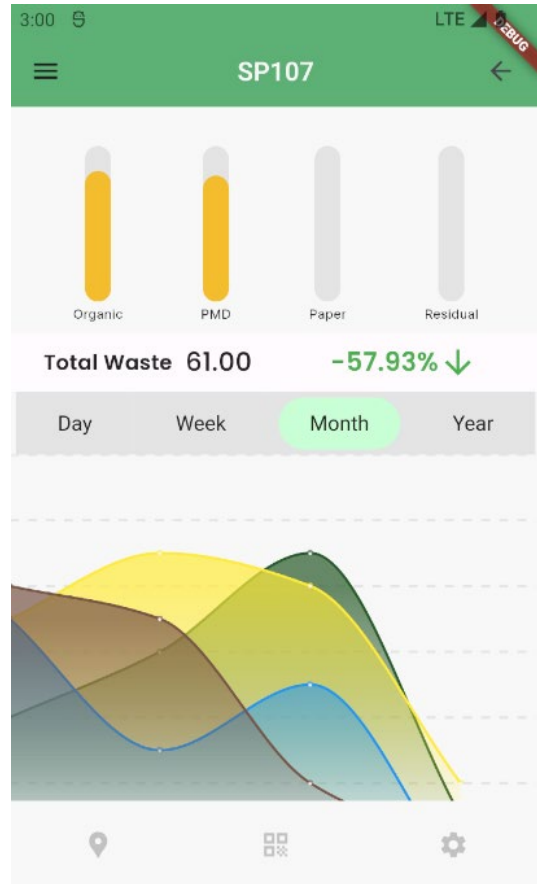 3:00 LTE
DEBUG
SP107
Organic PMD Paper Residual
Total Waste 61.00 -57.93%
Day Week Month Year